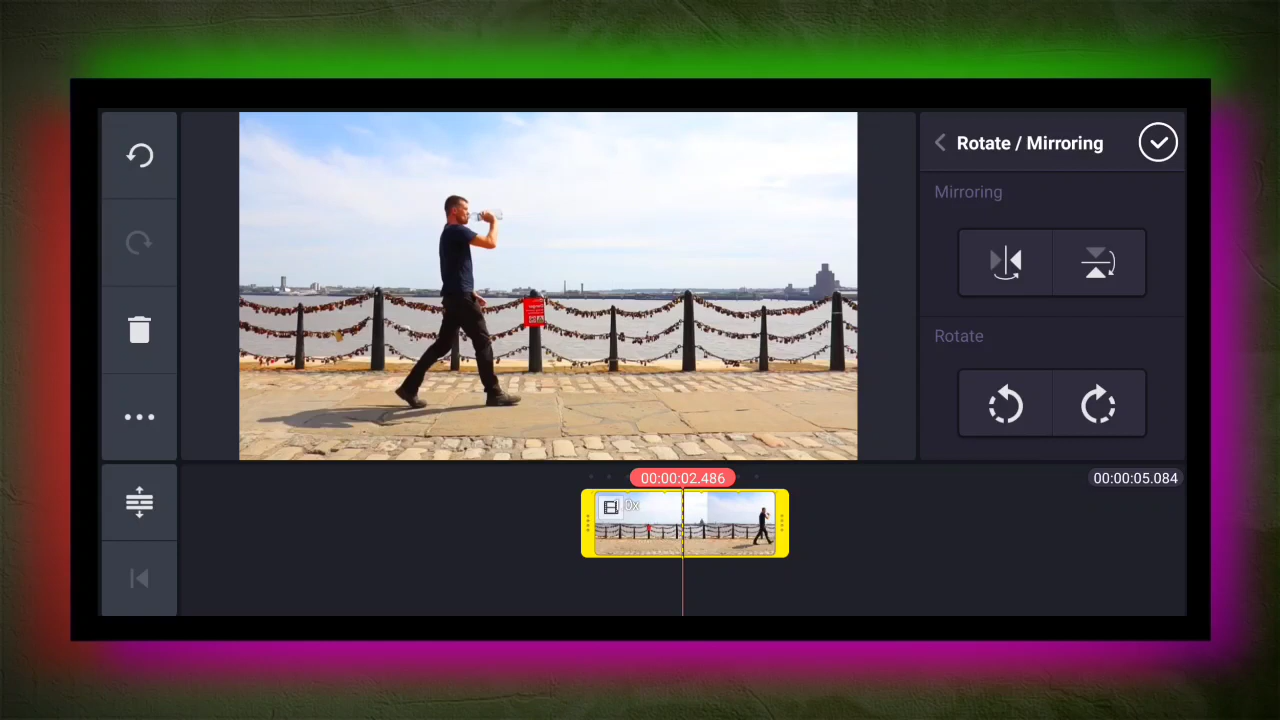 Rotate / Mirroring
Mirroring
Rotate
00:00:02.486
00:00:05.084